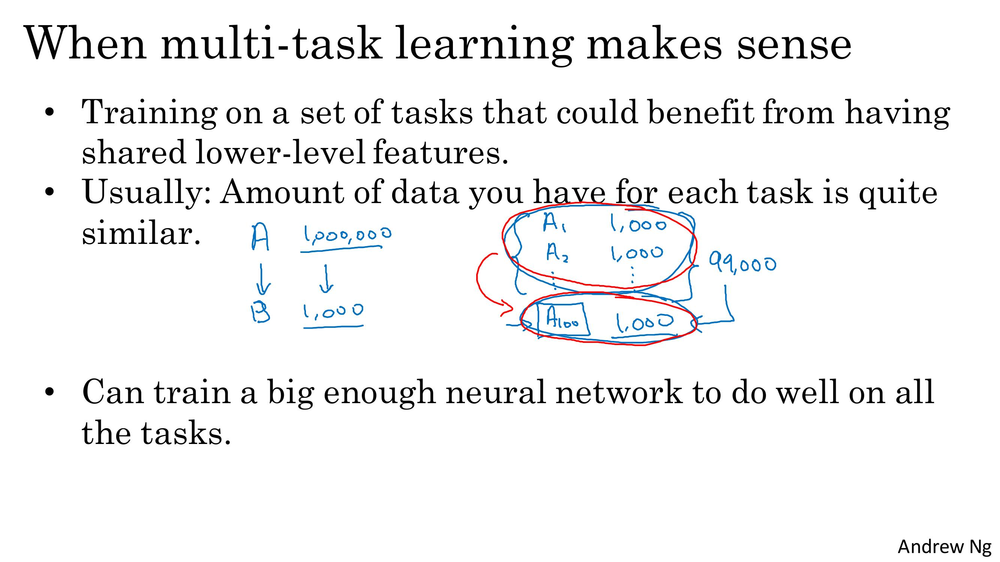 When multi-task learning makes sense
• Training on a set of tasks that could benefit from having
shared lower-level features.
• Usually: Amount of data you have for each task is quite
similar.
A 1,000,000
B 1,000
A₁ 1,000
A₂ 1,000
⋮ ⋮
99,000
A₁₀₀ 1,000
• Can train a big enough neural network to do well on all
the tasks.
Andrew Ng